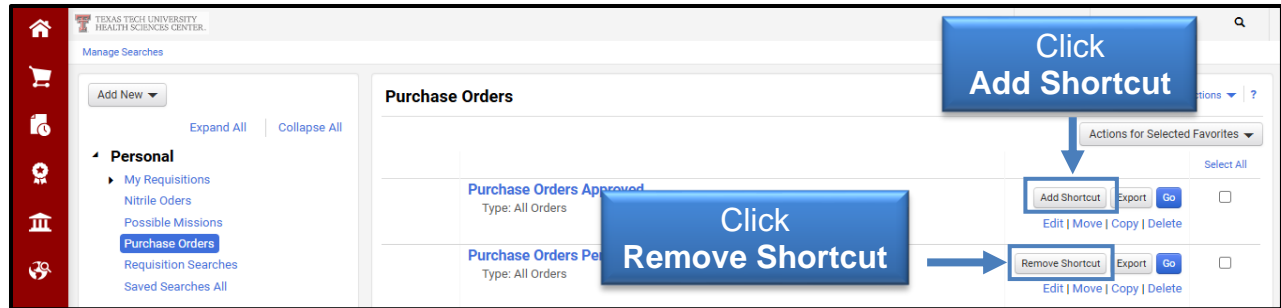 TEXAS TECH UNIVERSITY
HEALTH SCIENCES CENTER.
Manage Searches
Click
Add Shortcut
Add New
Expand All Collapse All
Personal
My Requisitions
Nitrile Oders
Possible Missions
Purchase Orders
Requisition Searches
Saved Searches All
Purchase Orders
?
Actions for Selected Favorites
Select All
Purchase Orders Approved
Type: All Orders
Add Shortcut Export Go
Edit | Move | Copy | Delete
Click
Remove Shortcut
Purchase Orders
Type: All Orders
Remove Shortcut Export Go
Edit | Move | Copy | Delete